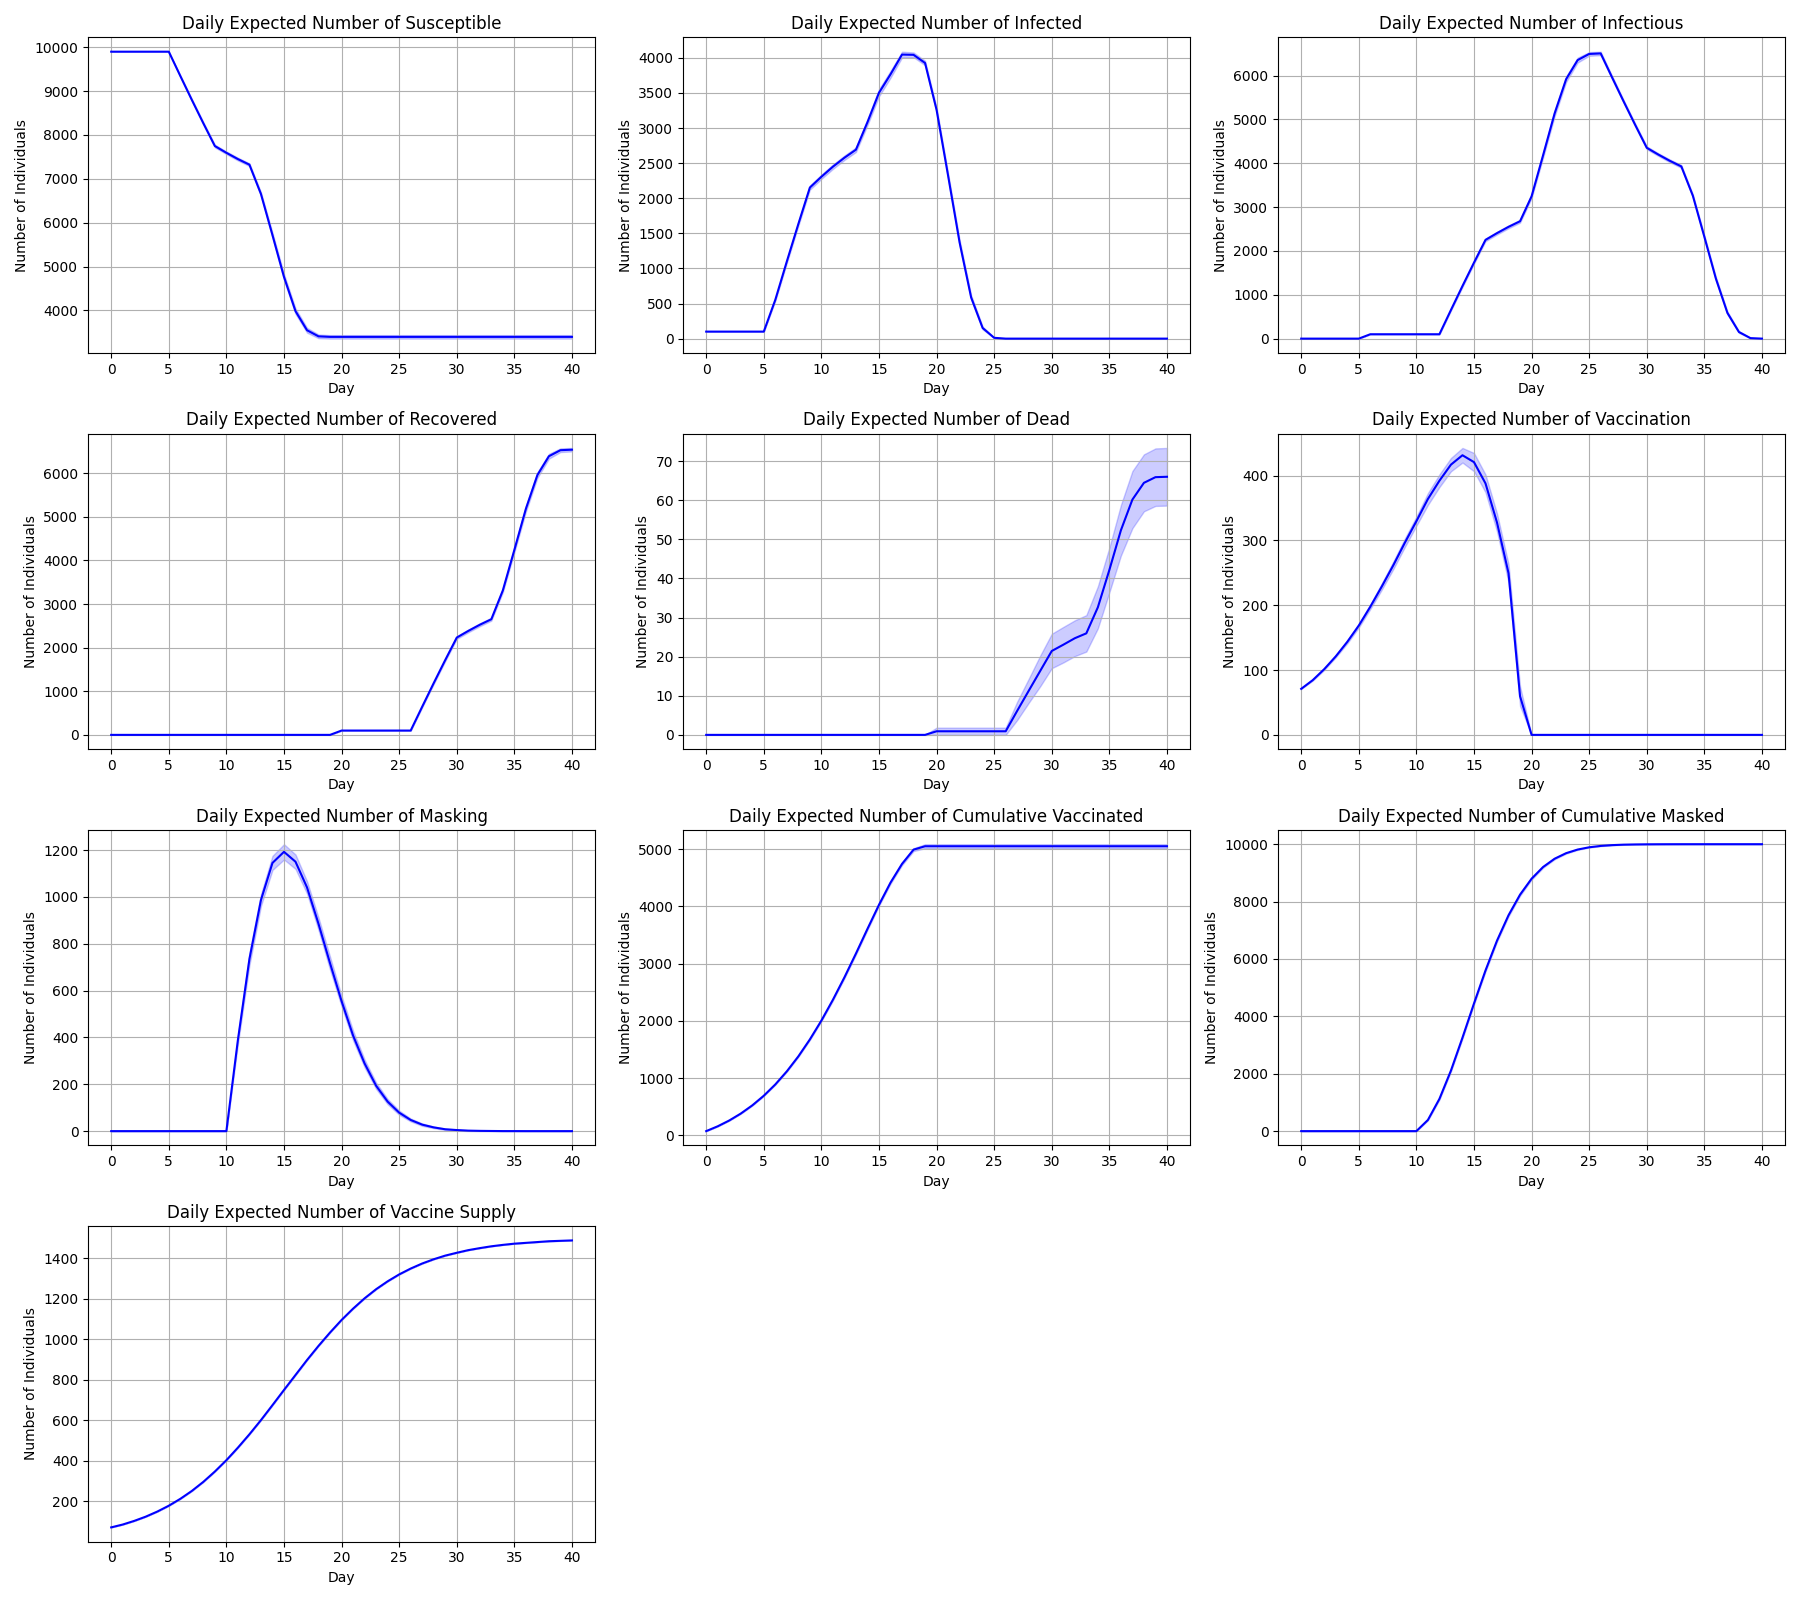 Daily Expected Number of Susceptible
Number of Individuals
10000
9000
8000
7000
6000
5000
4000
0 5 10 15 20 25 30 35 40
Day
Daily Expected Number of Infected
Number of Individuals
4000
3500
3000
2500
2000
1500
1000
500
0
0 5 10 15 20 25 30 35 40
Day
Daily Expected Number of Infectious
Number of Individuals
6000
5000
4000
3000
2000
1000
0
0 5 10 15 20 25 30 35 40
Day
Daily Expected Number of Recovered
Number of Individuals
6000
5000
4000
3000
2000
1000
0
0 5 10 15 20 25 30 35 40
Day
Daily Expected Number of Dead
Number of Individuals
70
60
50
40
30
20
10
0
0 5 10 15 20 25 30 35 40
Day
Daily Expected Number of Vaccination
Number of Individuals
400
300
200
100
0
0 5 10 15 20 25 30 35 40
Day
Daily Expected Number of Masking
Number of Individuals
1200
1000
800
600
400
200
0
0 5 10 15 20 25 30 35 40
Day
Daily Expected Number of Cumulative Vaccinated
Number of Individuals
5000
4000
3000
2000
1000
0
0 5 10 15 20 25 30 35 40
Day
Daily Expected Number of Cumulative Masked
Number of Individuals
10000
8000
6000
4000
2000
0
0 5 10 15 20 25 30 35 40
Day
Daily Expected Number of Vaccine Supply
Number of Individuals
1400
1200
1000
800
600
400
200
0 5 10 15 20 25 30 35 40
Day